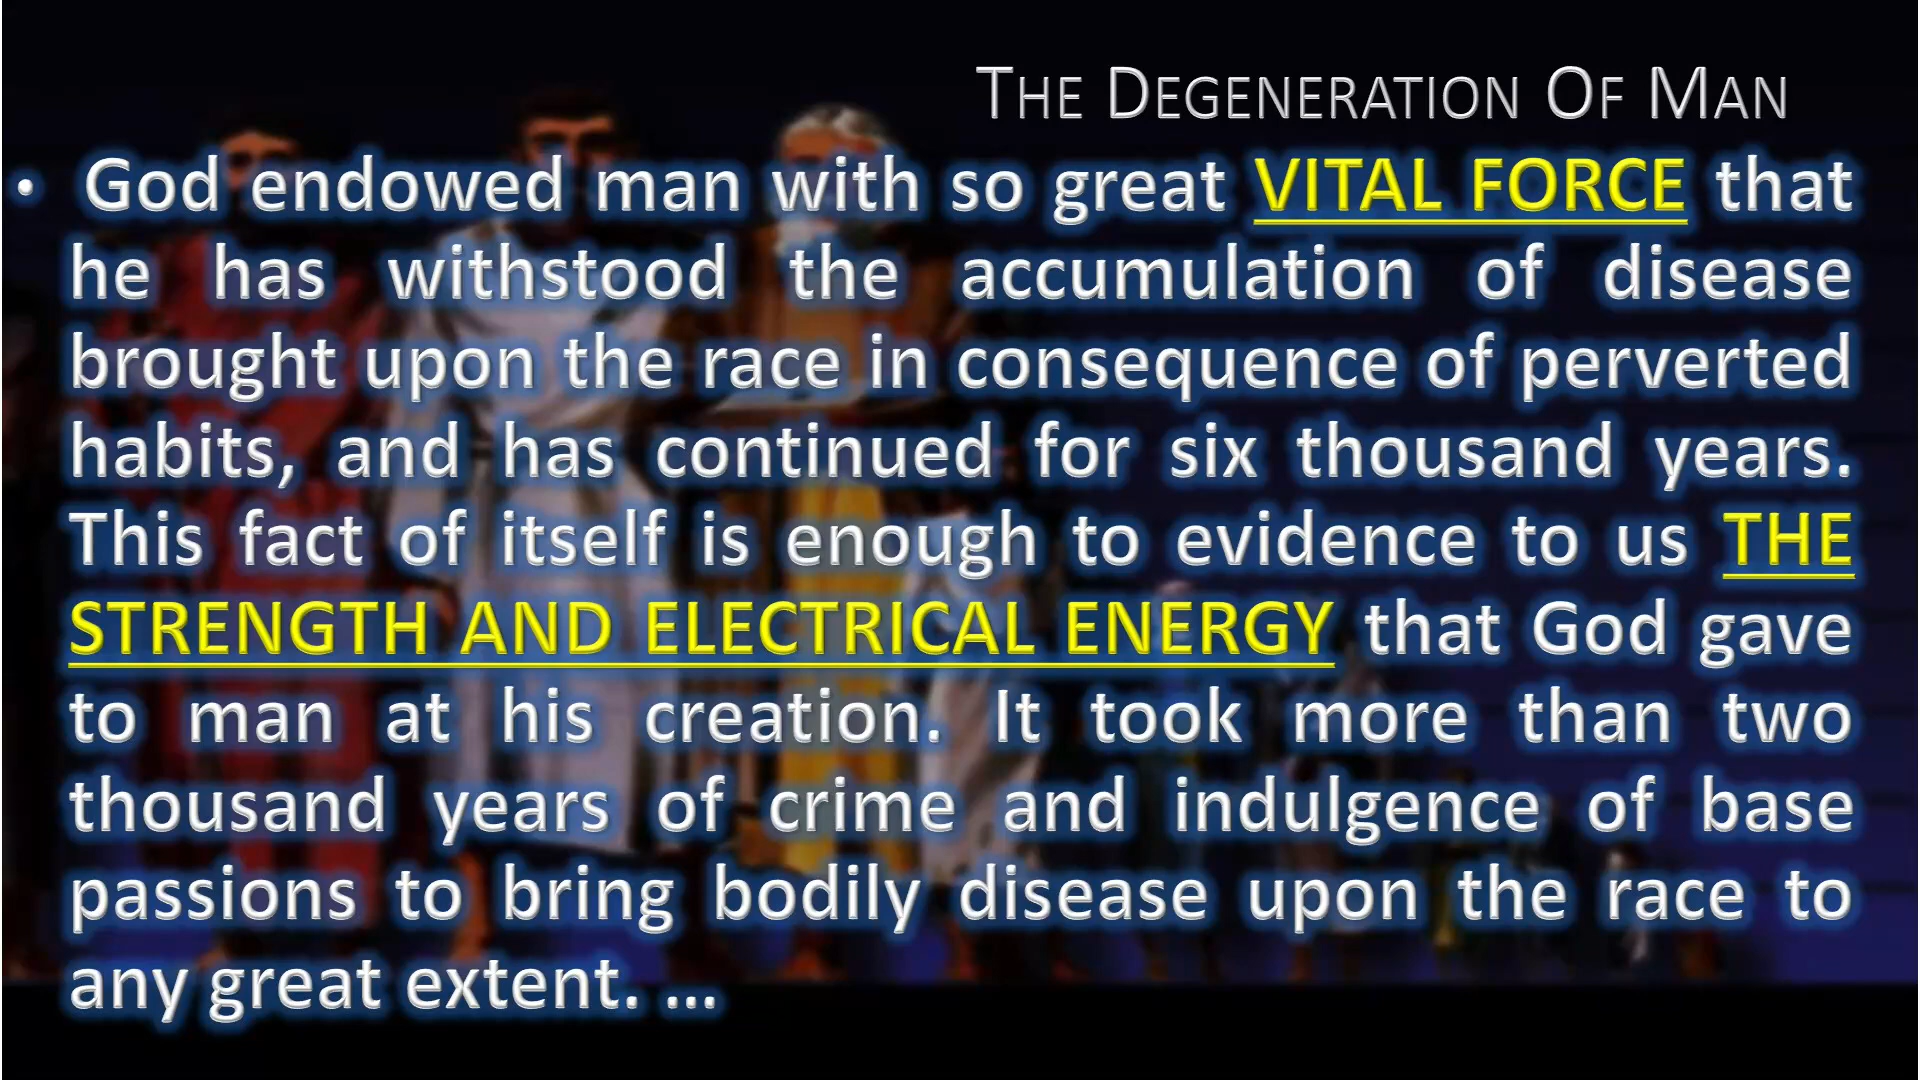 THE DEGENERATION OF MAN
• God endowed man with so great VITAL FORCE that
he has withstood the accumulation of disease
brought upon the race in consequence of perverted
habits, and has continued for six thousand years.
This fact of itself is enough to evidence to us THE
STRENGTH AND ELECTRICAL ENERGY that God gave
to man at his creation. It took more than two
thousand years of crime and indulgence of base
passions to bring bodily disease upon the race to
any great extent. …